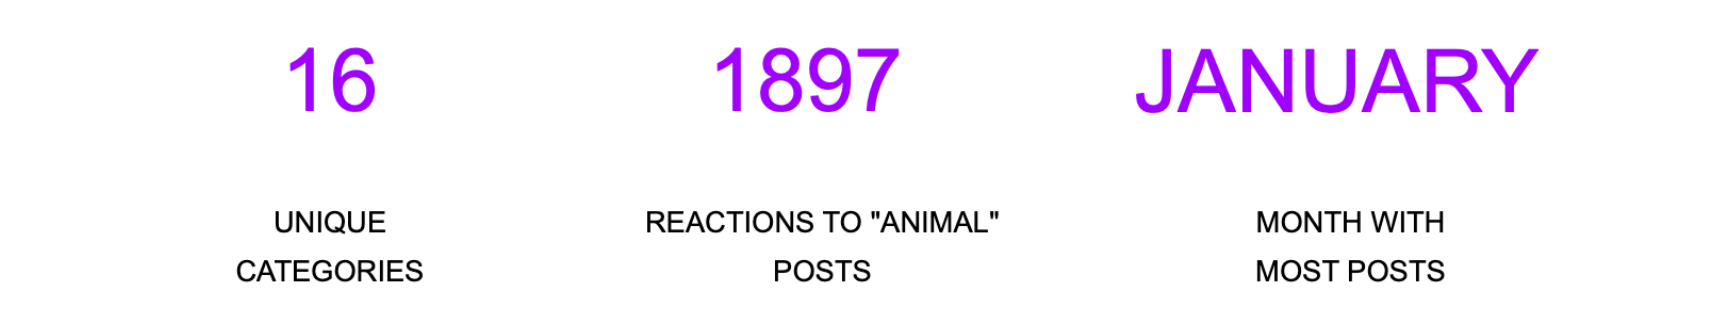 16
1897
JANUARY
UNIQUE
CATEGORIES
REACTIONS TO "ANIMAL"
POSTS
MONTH WITH
MOST POSTS